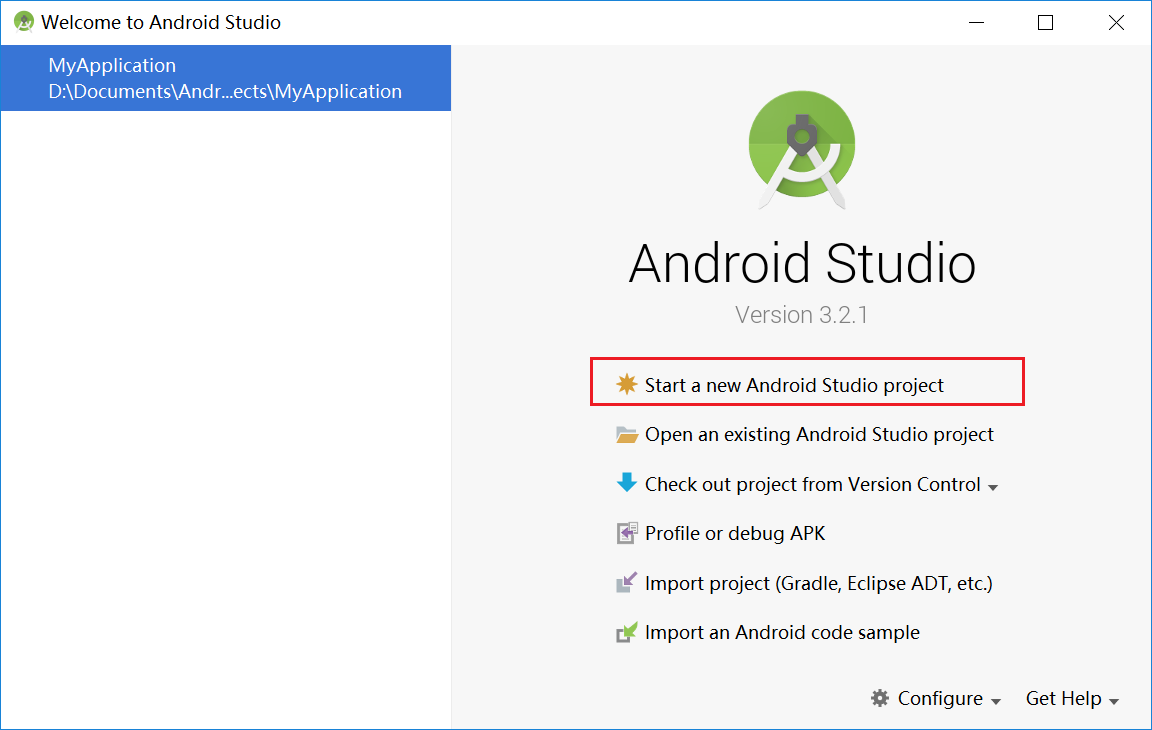 Welcome to Android Studio
MyApplication
D:\Documents\Andr...ects\MyApplication
Android Studio
Version 3.2.1
Start a new Android Studio project
Open an existing Android Studio project
Check out project from Version Control
Profile or debug APK
Import project (Gradle, Eclipse ADT, etc.)
Import an Android code sample
Configure
Get Help